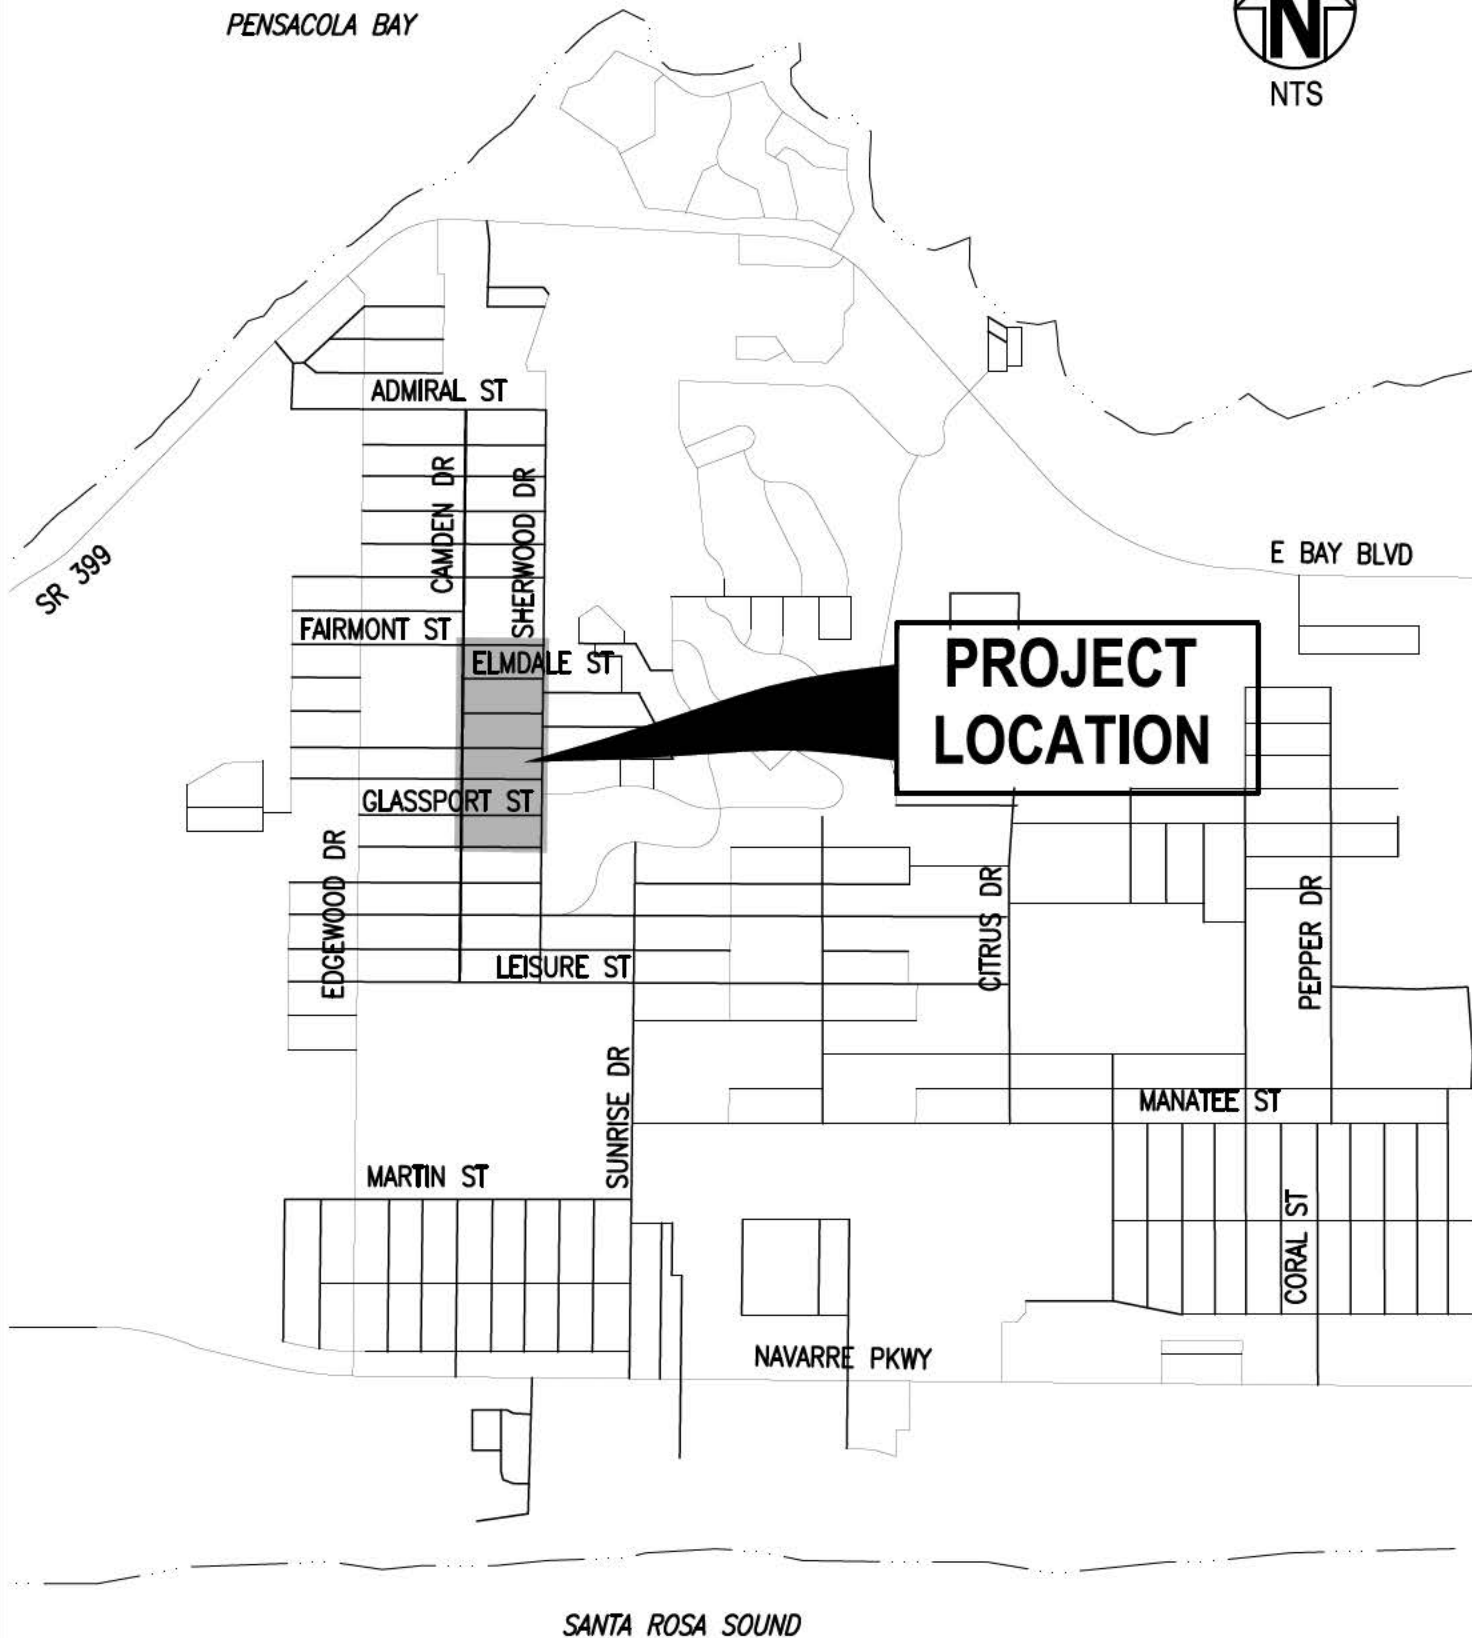 PENSACOLA BAY
N
NTS
ADMIRAL ST
CAMDEN DR
SHERWOOD DR
SR 399
E BAY BLVD
FAIRMONT ST
ELMDALE ST
PROJECT
LOCATION
GLASSPORT ST
EDGEWOOD DR
CITRUS DR
PEPPER DR
LEISURE ST
SUNRISE DR
MANATEE ST
MARTIN ST
CORAL ST
NAVARRE PKWY
SANTA ROSA SOUND